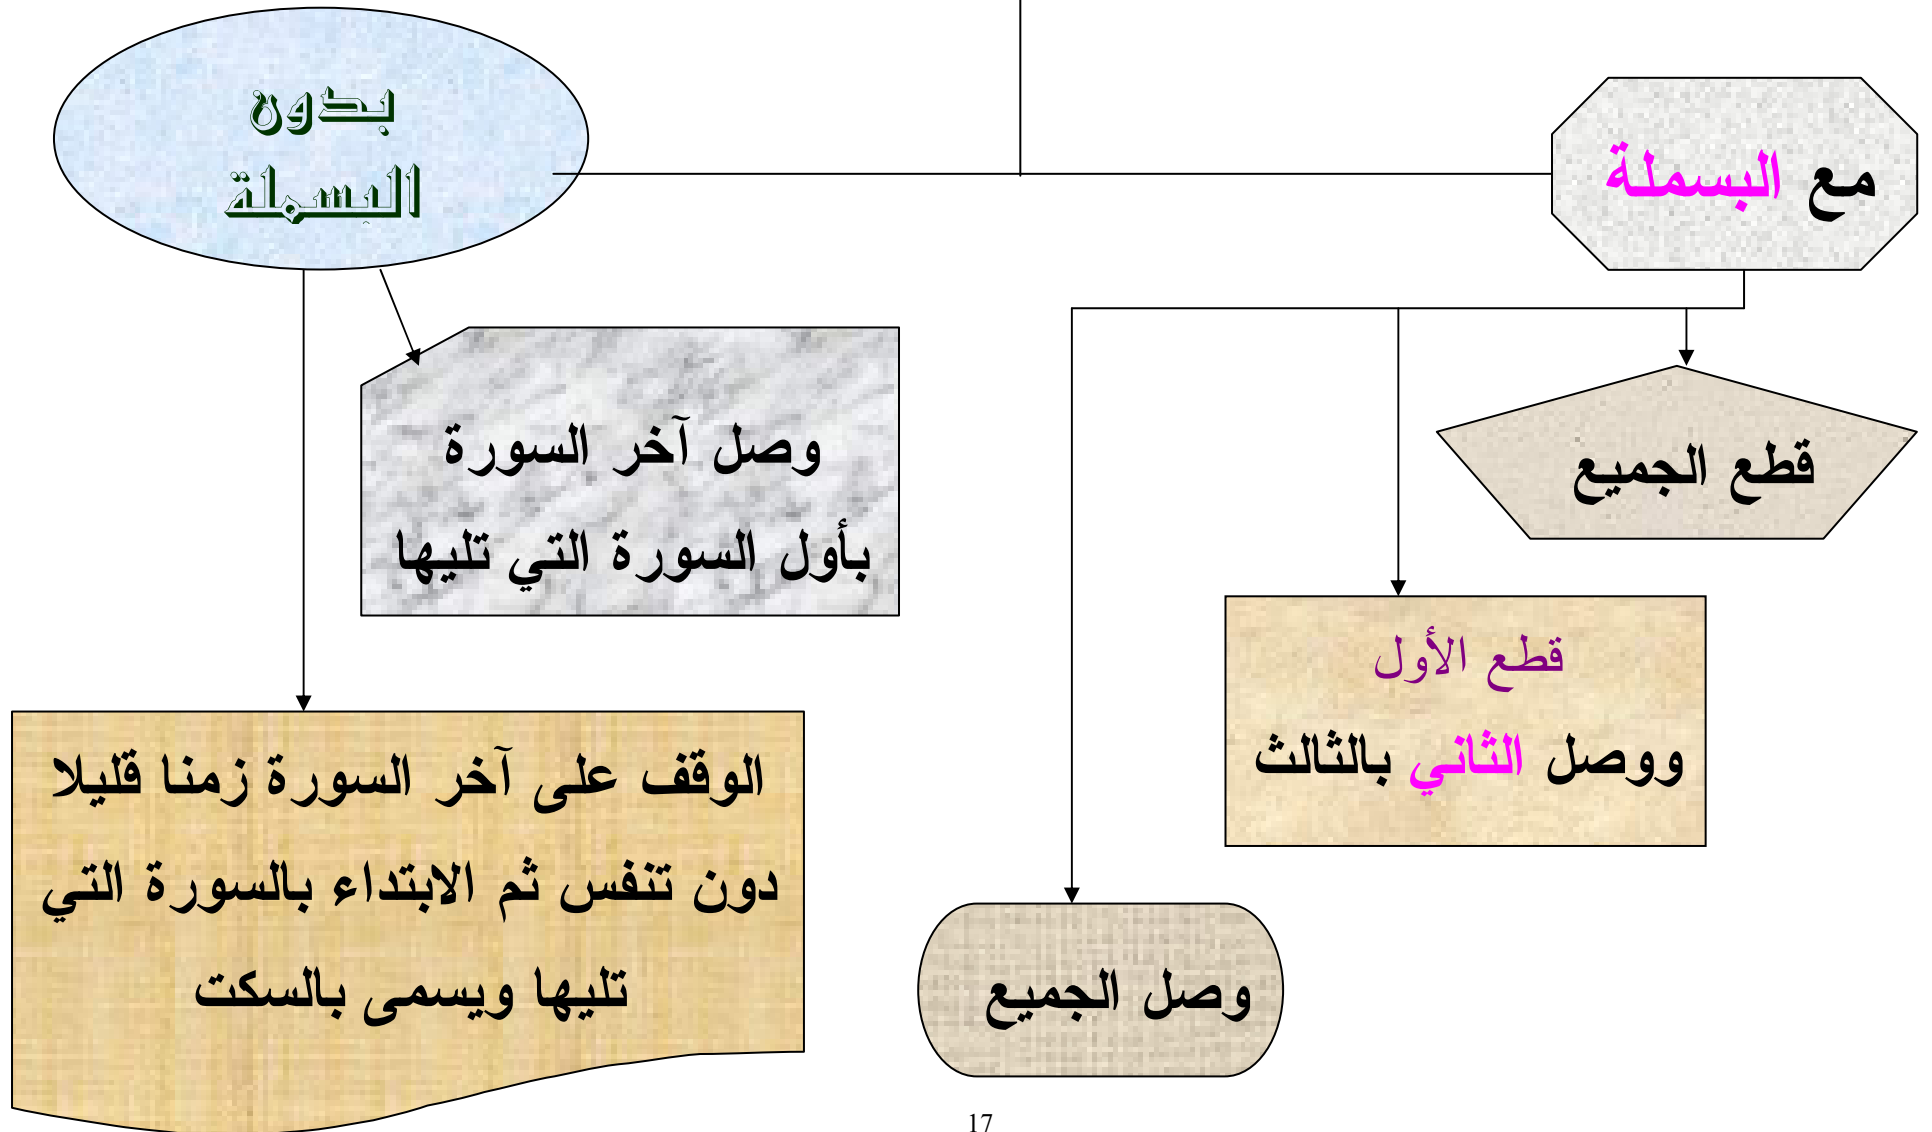 مع البسملة
بدون
البسملة
قطع الجميع
قطع الأول
ووصل الثاني بالثالث
وصل الجميع
وصل آخر السورة
بأول السورة التي تليها
الوقف على آخر السورة زمنا قليلا
دون تنفس ثم الابتداء بالسورة التي
تليها ويسمى بالسكت
17